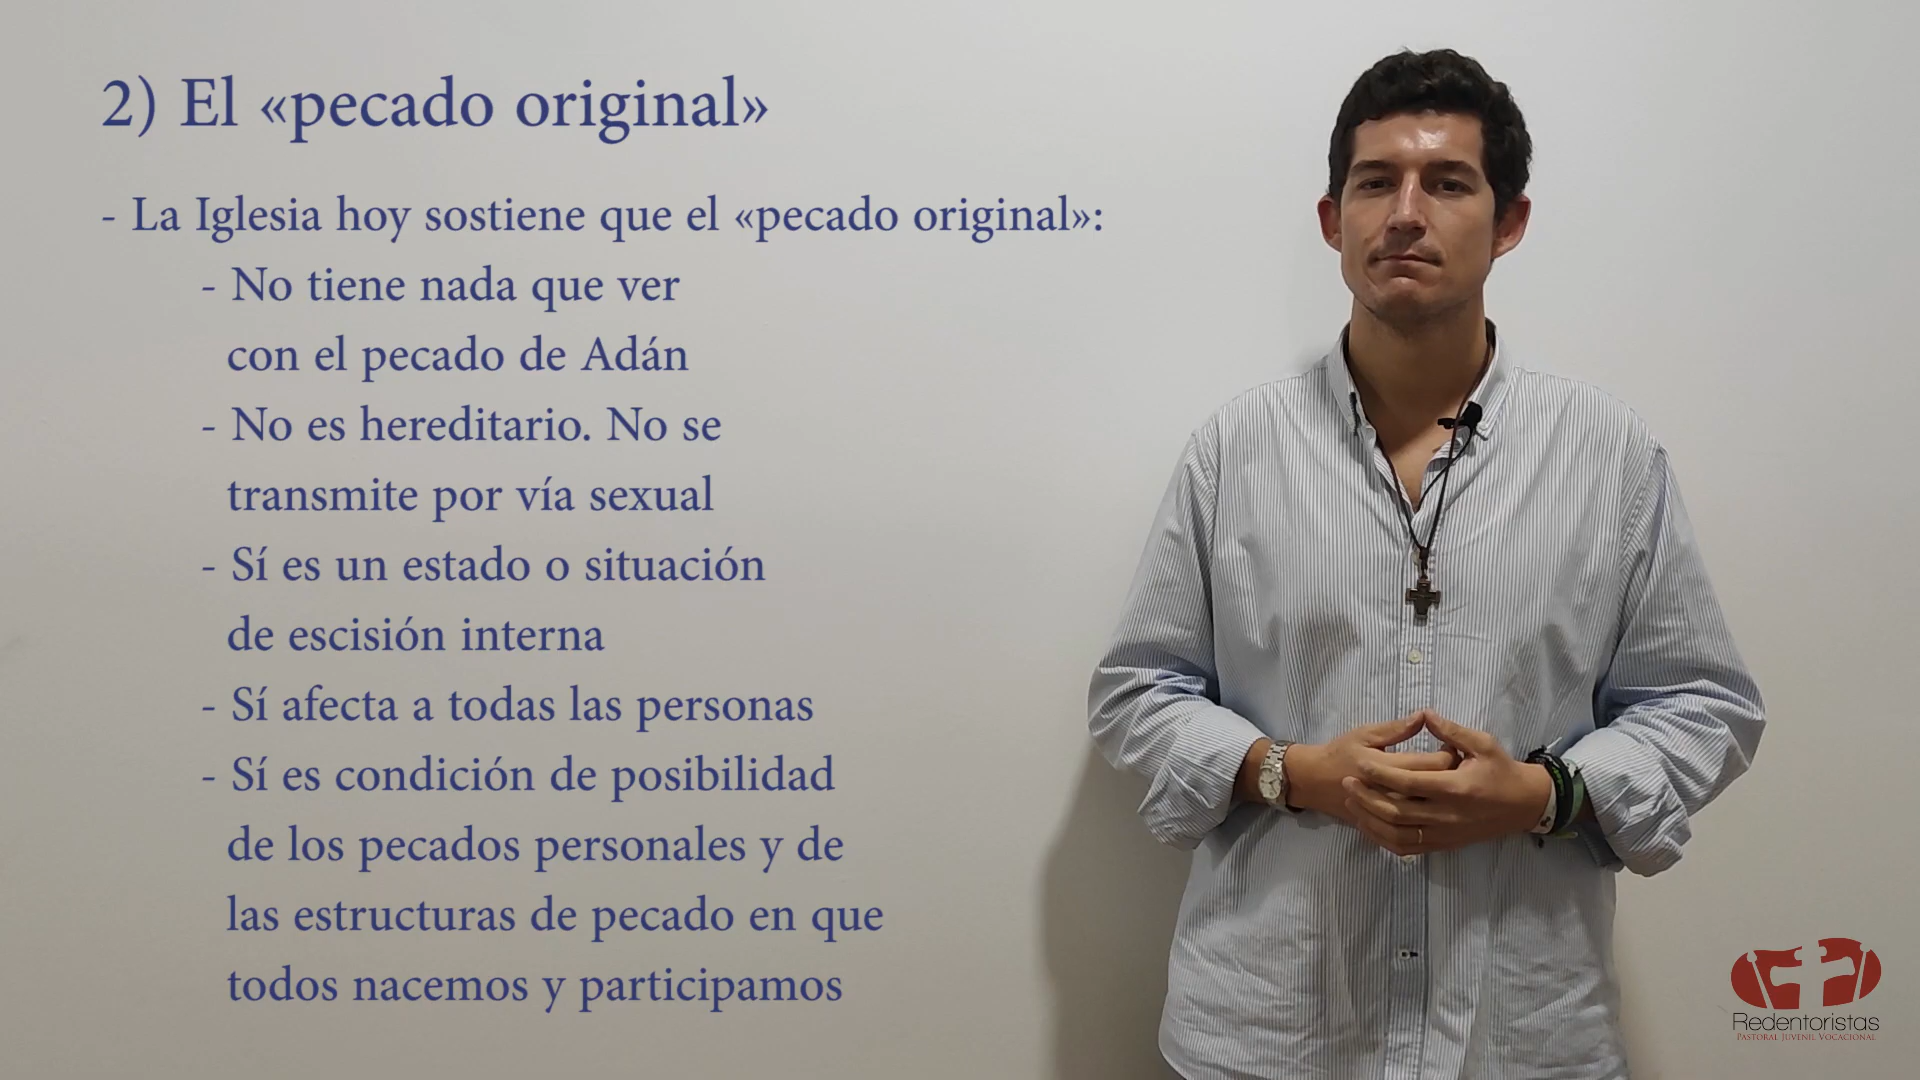 2) El «pecado original»
- La Iglesia hoy sostiene que el «pecado original»:
- No tiene nada que ver
con el pecado de Adán
- No es hereditario. No se
transmite por vía sexual
- Sí es un estado o situación
de escisión interna
- Sí afecta a todas las personas
- Sí es condición de posibilidad
de los pecados personales y de
las estructuras de pecado en que
todos nacemos y participamos
Redentoristas
PASTORAL JUVENIL VOCACIONAL